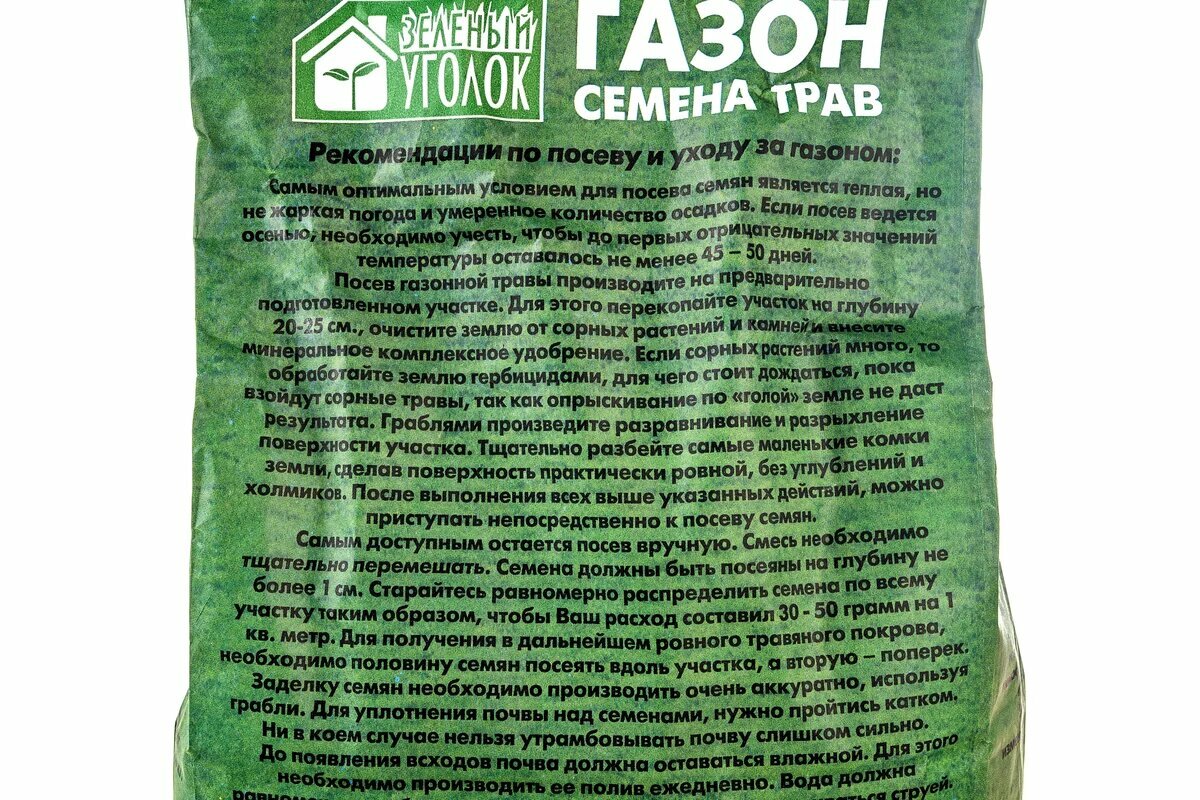 ЗЕЛЁНЫЙ
УГОЛОК
ГАЗОН
СЕМЕНА ТРАВ
Рекомендации по посеву и уходу за газоном:
Самым оптимальным условием для посева семян является теплая, но
не жаркая погода и умеренное количество осадков. Если посев ведется
осенью, необходимо учесть, чтобы до первых отрицательных значений
температуры оставалось не менее 45 – 50 дней.
Посев газонной травы производите на предварительно
подготовленном участке. Для этого перекопайте участок на глубину
20-25 см., очистите землю от сорных растений и камней и внесите
минеральное комплексное удобрение. Если сорных растений много, то
обработайте землю гербицидами, для чего стоит дождаться, пока
взойдут сорные травы, так как опрыскивание по «голой» земле не даст
результата. Граблями произведите разравнивание и разрыхление
поверхности участка. Тщательно разбейте самые маленькие комки
земли, сделав поверхность практически ровной, без углублений и
холмиков. После выполнения всех выше указанных действий, можно
приступать непосредственно к посеву семян.
Самым доступным остается посев вручную. Смесь необходимо
тщательно перемешать. Семена должны быть посеяны на глубину не
более 1 см. Старайтесь равномерно распределить семена по всему
участку таким образом, чтобы Ваш расход составил 30 - 50 грамм на 1
кв. метр. Для получения в дальнейшем ровного травяного покрова,
необходимо половину семян посеять вдоль участка, а вторую – поперек.
Заделку семян необходимо производить очень аккуратно, используя
грабли. Для уплотнения почвы над семенами, нужно пройтись катком.
Ни в коем случае нельзя утрамбовывать почву слишком сильно.
До появления всходов почва должна оставаться влажной. Для этого
необходимо производить ее полив ежедневно. Вода должна
струей.